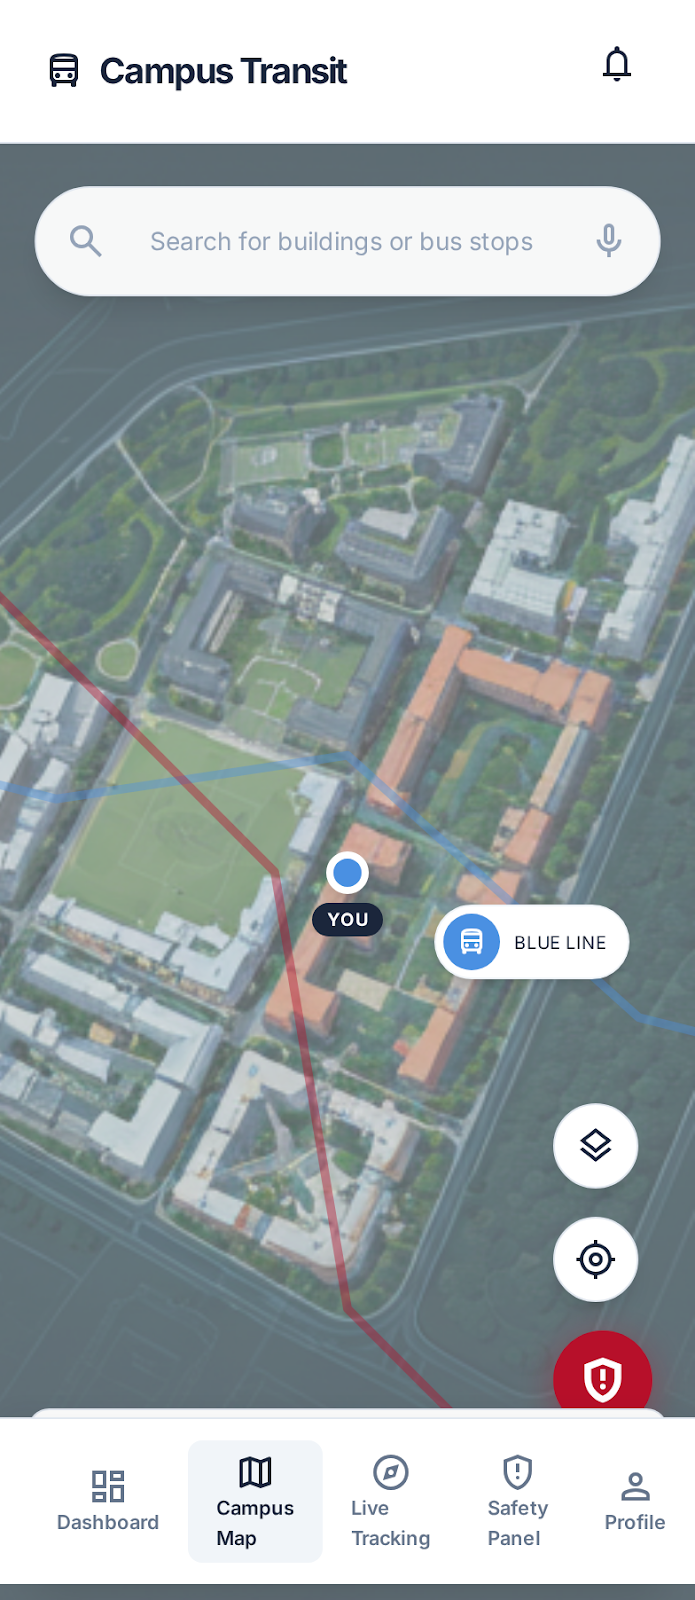 Campus Transit
Search for buildings or bus stops
YOU
BLUE LINE
Dashboard
Campus
Map
Live
Tracking
Safety
Panel
Profile